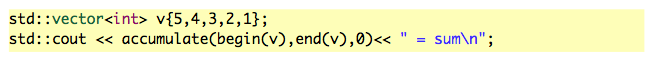 std::vector<int> v{5,4,3,2,1};
std::cout << accumulate(begin(v),end(v),0)<< " = sum\n";